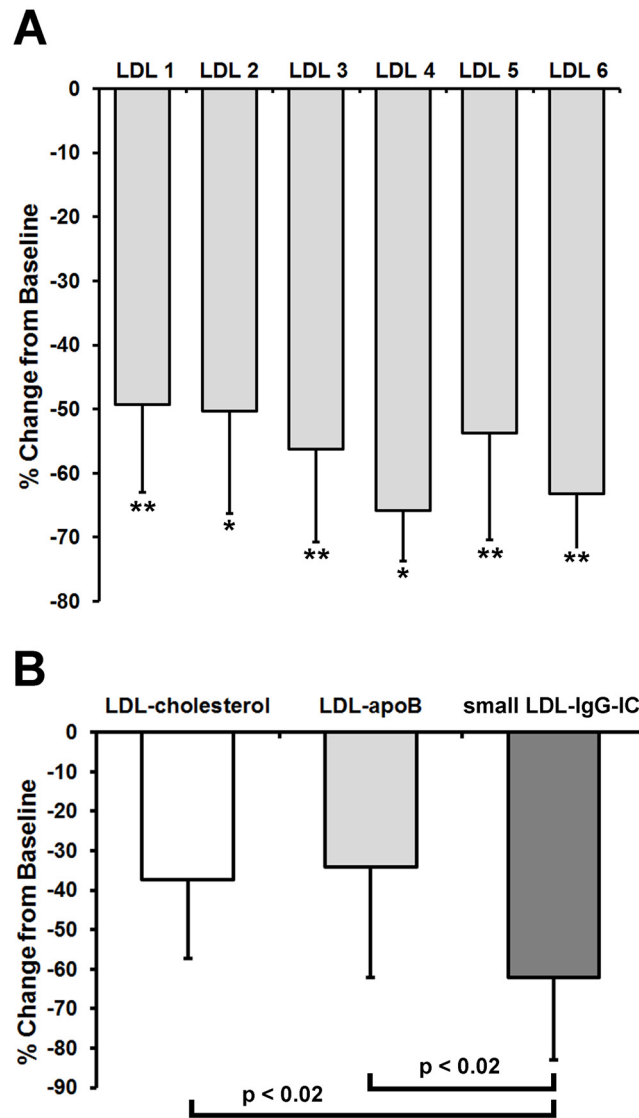 A
LDL 1 LDL 2 LDL 3 LDL 4 LDL 5 LDL 6
0
-10
-20
-30
-40
-50
-60
-70
-80
% Change from Baseline
** * ** * ** **
B
LDL-cholesterol LDL-apoB small LDL-IgG-IC
0
-10
-20
-30
-40
-50
-60
-70
-80
-90
% Change from Baseline
p < 0.02
p < 0.02